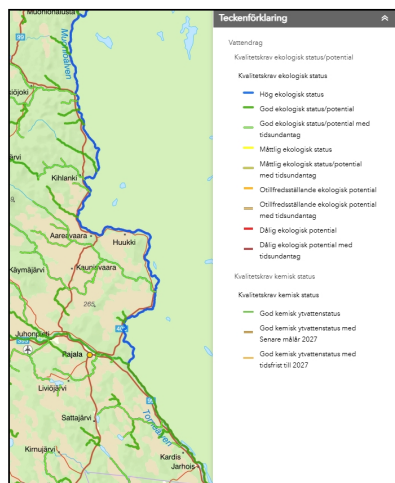 Muonionalusta
Muonioälven
Kihlanki
Aareavaara
Huukki
Kaunisvaara
Käymäjärvi
265
Juhonpieti
Pajala
Liviöjärvi
Sattajärvi
Torneälven
Kirnujärvi
Kardis
Jarhois
Teckenförklaring
Vattendrag
Kvalitetskrav ekologisk status/potential
Kvalitetskrav ekologisk status
Hög ekologisk status
God ekologisk status/potential
God ekologisk status/potential med
tidsundantag
Måttlig ekologisk status
Måttlig ekologisk status/potential
med tidsundantag
Otillfredsställande ekologisk potential
Otillfredsställande ekologisk potential
med tidsundantag
Dålig ekologisk potential
Dålig ekologisk potential med
tidsundantag
Kvalitetskrav kemisk status
Kvalitetskrav kemisk status
God kemisk ytvattenstatus
God kemisk ytvattenstatus med
Senare målår 2027
God kemisk ytvattenstatus med
tidsfrist till 2027